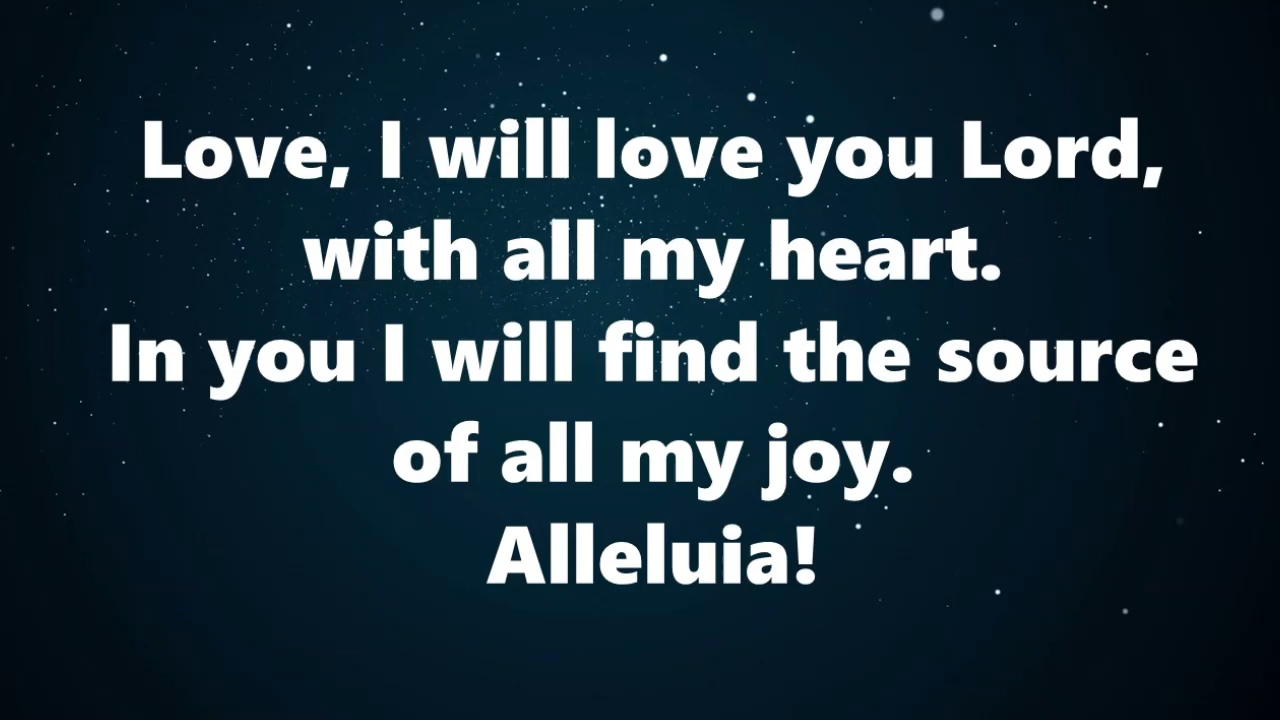 Love, I will love you Lord,
with all my heart.
In you I will find the source
of all my joy.
Alleluia!